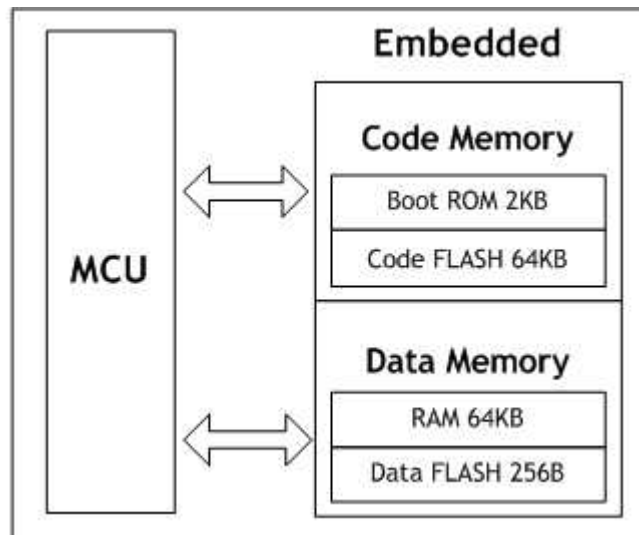 Embedded
Code Memory
Boot ROM 2KB
Code FLASH 64KB
MCU
Data Memory
RAM 64KB
Data FLASH 256B